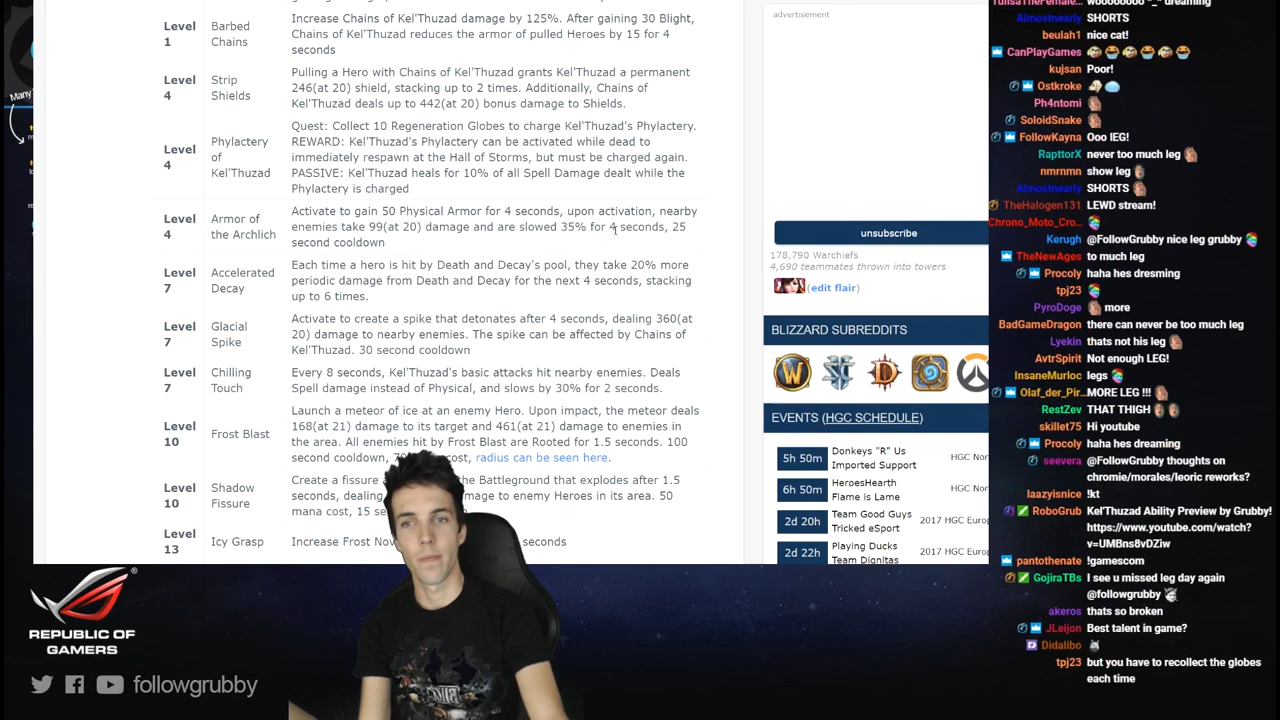 Increase Chains of Kel'Thuzad damage by 125%. After gaining 30 Blight,
Level
1
Barbed
Chains
Chains of Kel'Thuzad reduces the armor of pulled Heroes by 15 for 4
seconds
Level
4
Strip
Shields
Pulling a Hero with Chains of Kel'Thuzad grants Kel'Thuzad a permanent
246(at 20) shield, stacking up to 2 times. Additionally, Chains of
Kel'Thuzad deals up to 442(at 20) bonus damage to Shields.
Level
4
Phylactery
of
Kel'Thuzad
Quest: Collect 10 Regeneration Globes to charge Kel'Thuzad's Phylactery.
REWARD: Kel'Thuzad's Phylactery can be activated while dead to
immediately respawn at the Hall of Storms, but must be charged again.
PASSIVE: Kel'Thuzad heals for 10% of all Spell Damage dealt while the
Phylactery is charged
Level
4
Armor of
the Archlich
Activate to gain 50 Physical Armor for 4 seconds, upon activation, nearby
enemies take 99(at 20) damage and are slowed 35% for 4 seconds, 25
second cooldown
Level
7
Accelerated
Decay
Each time a hero is hit by Death and Decay's pool, they take 20% more
periodic damage from Death and Decay for the next 4 seconds, stacking
up to 6 times.
Level
7
Glacial
Spike
Activate to create a spike that detonates after 4 seconds, dealing 360(at
20) damage to nearby enemies. The spike can be affected by Chains of
Kel'Thuzad. 30 second cooldown
Level
7
Chilling
Touch
Every 8 seconds, Kel'Thuzad's basic attacks hit nearby enemies. Deals
Spell damage instead of Physical, and slows by 30% for 2 seconds.
Level
10
Frost Blast
Launch a meteor of ice at an enemy Hero. Upon impact, the meteor deals
168(at 21) damage to its target and 461(at 21) damage to enemies in
the area. All enemies hit by Frost Blast are Rooted for 1.5 seconds. 100
second cooldown, cost, radius can be seen here.
Level
10
Shadow
Fissure
Create a fissure the Battleground that explodes after 1.5
seconds, dealing damage to enemy Heroes in its area. 50
mana cost, 15
Level
13
Icy Grasp
Increase Frost seconds
advertisement
unsubscribe
178,790 Warchiefs
4,690 teammates thrown into towers
(edit flair)
BLIZZARD SUBREDDITS
EVENTS (HGC SCHEDULE)
5h 50m
Donkeys "R" Us
Imported Support
HGC Nor
6h 50m
HeroesHearth
Flame is Lame
HGC Nor
2d 20h
Team Good Guys
Tricked eSport
2017 HGC Europ
2d 22h
Playing Ducks
Team Dignitas
2017 HGC Europ
Many
REPUBLIC OF
GAMERS
followgrubby
dreaming
Almostnearly SHORTS
beulah1 nice cat!
CanPlayGames
kujsan Poor!
Ostkroke
Ph4ntomi
SoloidSnake
FollowKayna Ooo lEG!
RapttorX never too much leg
nmrnmn show leg
Almostnearly SHORTS
TheHalogen131 LEWD stream!
Chrono_Moto_Cro...
Kerugh @FollowGrubby nice leg grubby
TheNewAges to much leg
Procoly haha hes dresming
tpj23
PyroDoge more
BadGameDragon there can never be too much leg
Lyekin thats not his leg
AvtrSpirit Not enough LEG!
InsaneMurloc legs
Olaf_der_Pir... MORE LEG !!!
RestZev THAT THIGH
skillet75 Hi youtube
Procoly haha hes dreaming
seevera @FollowGrubby thoughts on
chromie/morales/leoric reworks?
laazyisnice !kt
RoboGrub Kel'Thuzad Ability Preview by Grubby!
https://www.youtube.com/watch?
v=UMBns8vDZiw
pantothenate !gamescom
GojiraTBs I see u missed leg day again
@followgrubby
akeros thats so broken
JLeijon Best talent in game?
Didalibo
tpj23 but you have to recollect the globes
each time